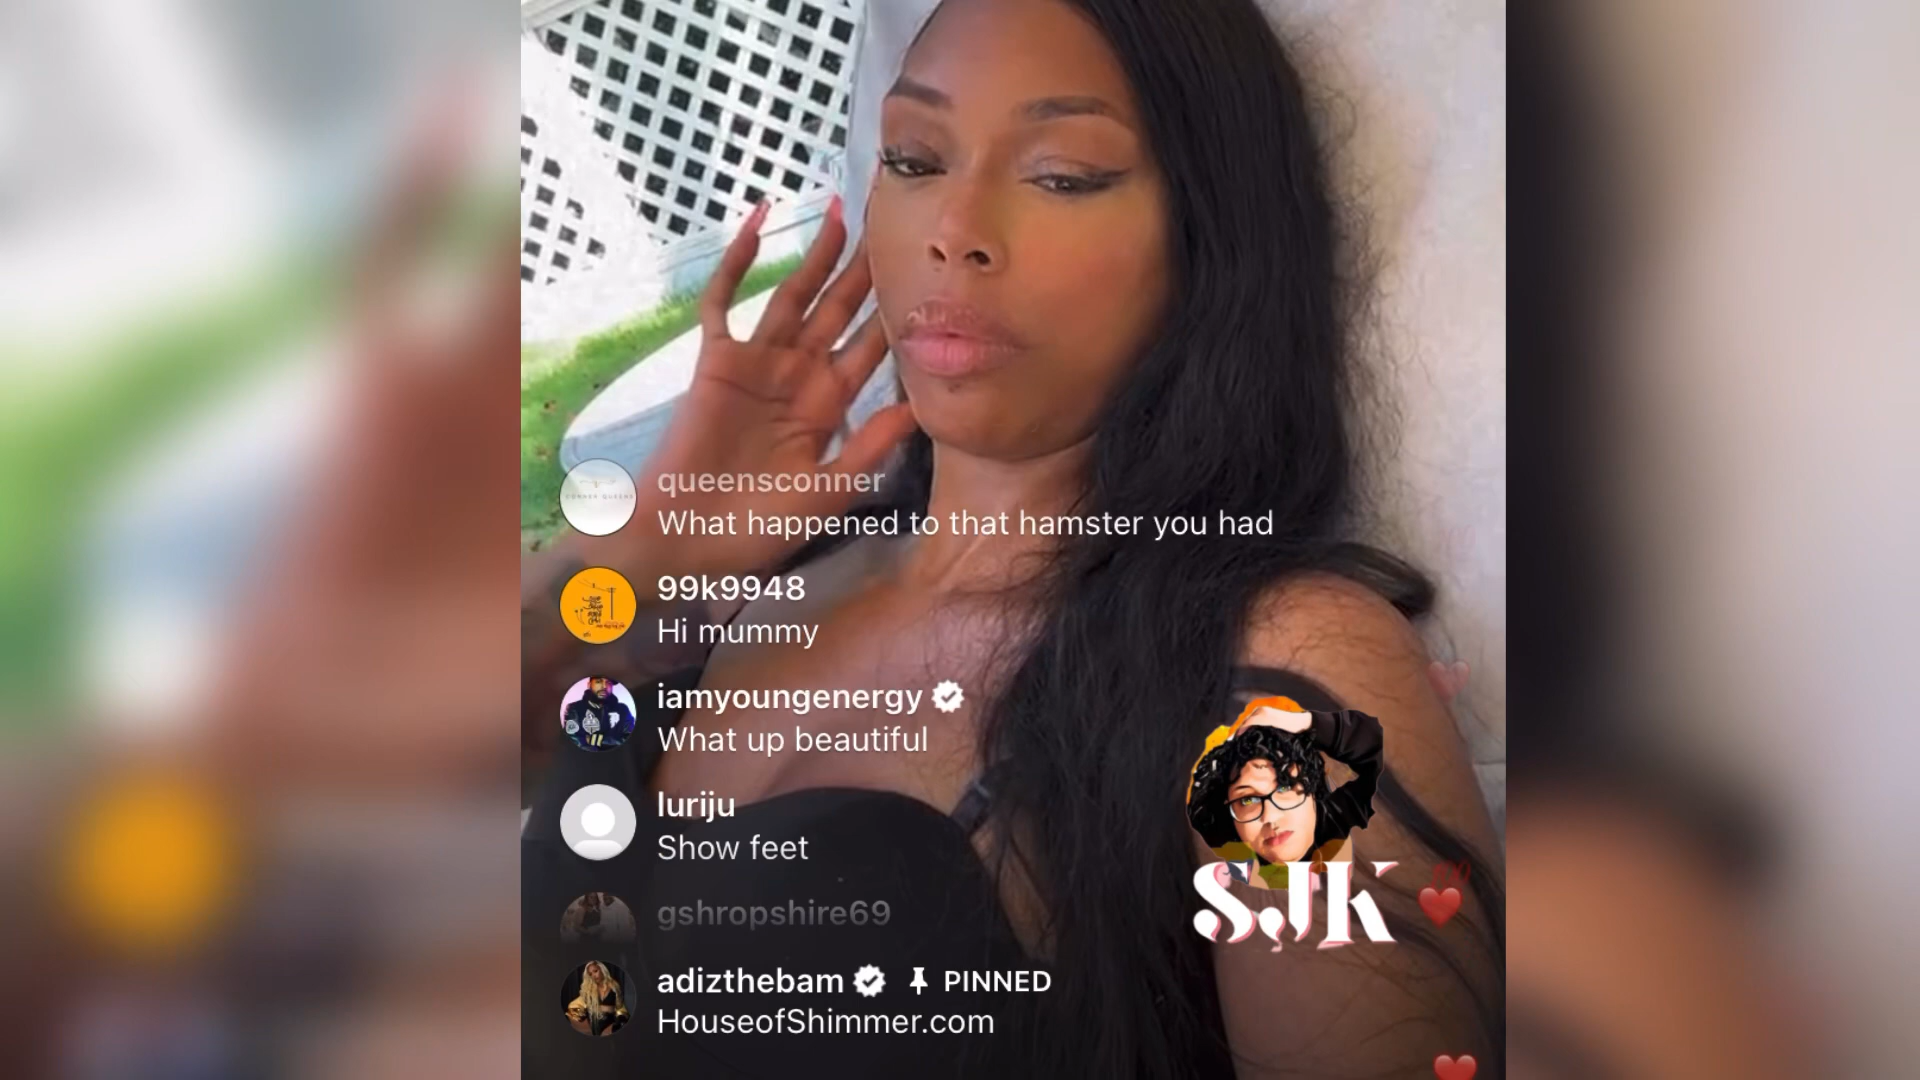 queensconner
What happened to that hamster you had
99k9948
Hi mummy
iamyoungenergy
What up beautiful
luriju
Show feet
gshropshire69
adizthebam PINNED
HouseofShimmer.com
SJK